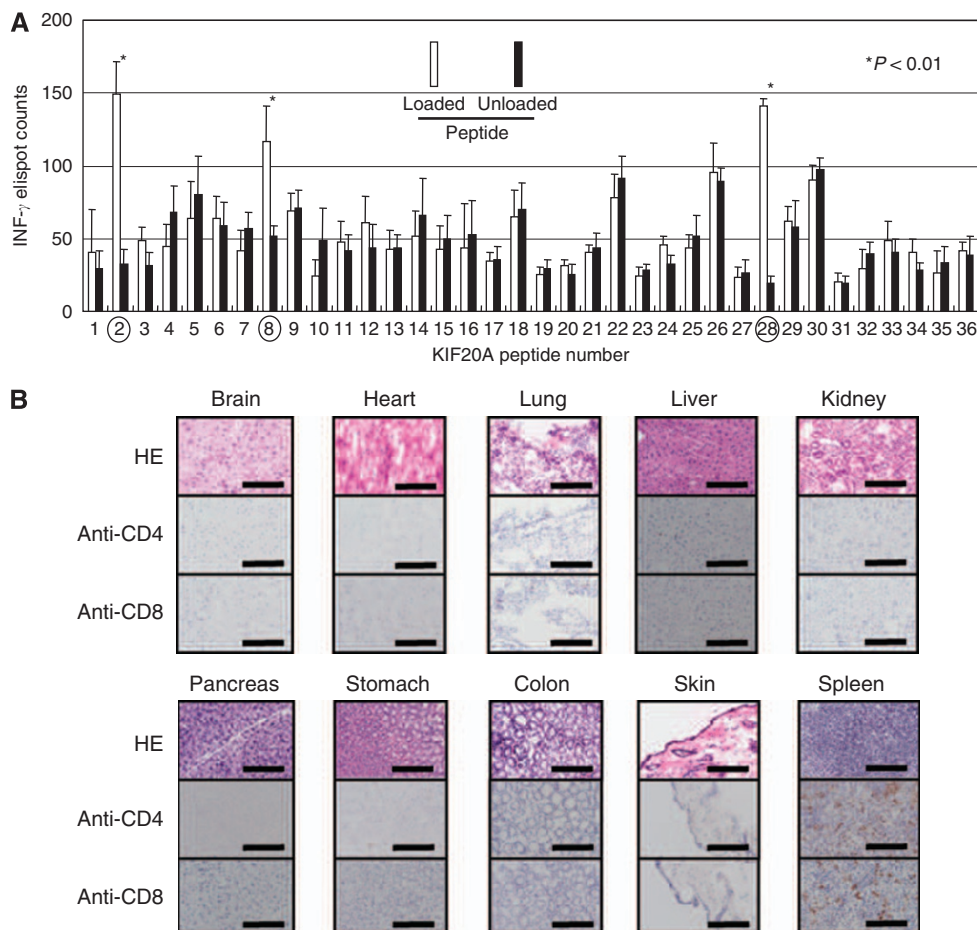 A
200
150
100
50
0
INF-γ elispot counts
* * *
*P < 0.01
Loaded Unloaded
Peptide
1 2 3 4 5 6 7 8 9 10 11 12 13 14 15 16 17 18 19 20 21 22 23 24 25 26 27 28 29 30 31 32 33 34 35 36
KIF20A peptide number
B
Brain Heart Lung Liver Kidney
HE
Anti-CD4
Anti-CD8
Pancreas Stomach Colon Skin Spleen
HE
Anti-CD4
Anti-CD8